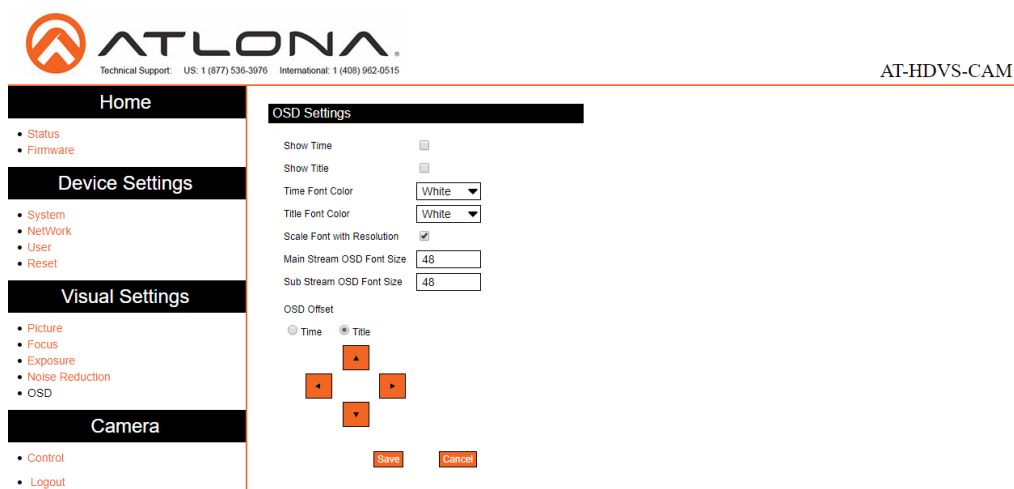 ATLONA®
Technical Support: US: 1 (877) 536-3976 International: 1 (408) 962-0515
AT-HDVS-CAM
Home
Status
Firmware
Device Settings
System
NetWork
User
Reset
Visual Settings
Picture
Focus
Exposure
Noise Reduction
OSD
Camera
Control
Logout
OSD Settings
Show Time
Show Title
Time Font Color White
Title Font Color White
Scale Font with Resolution
Main Stream OSD Font Size 48
Sub Stream OSD Font Size 48
OSD Offset
Time Title
Save Cancel